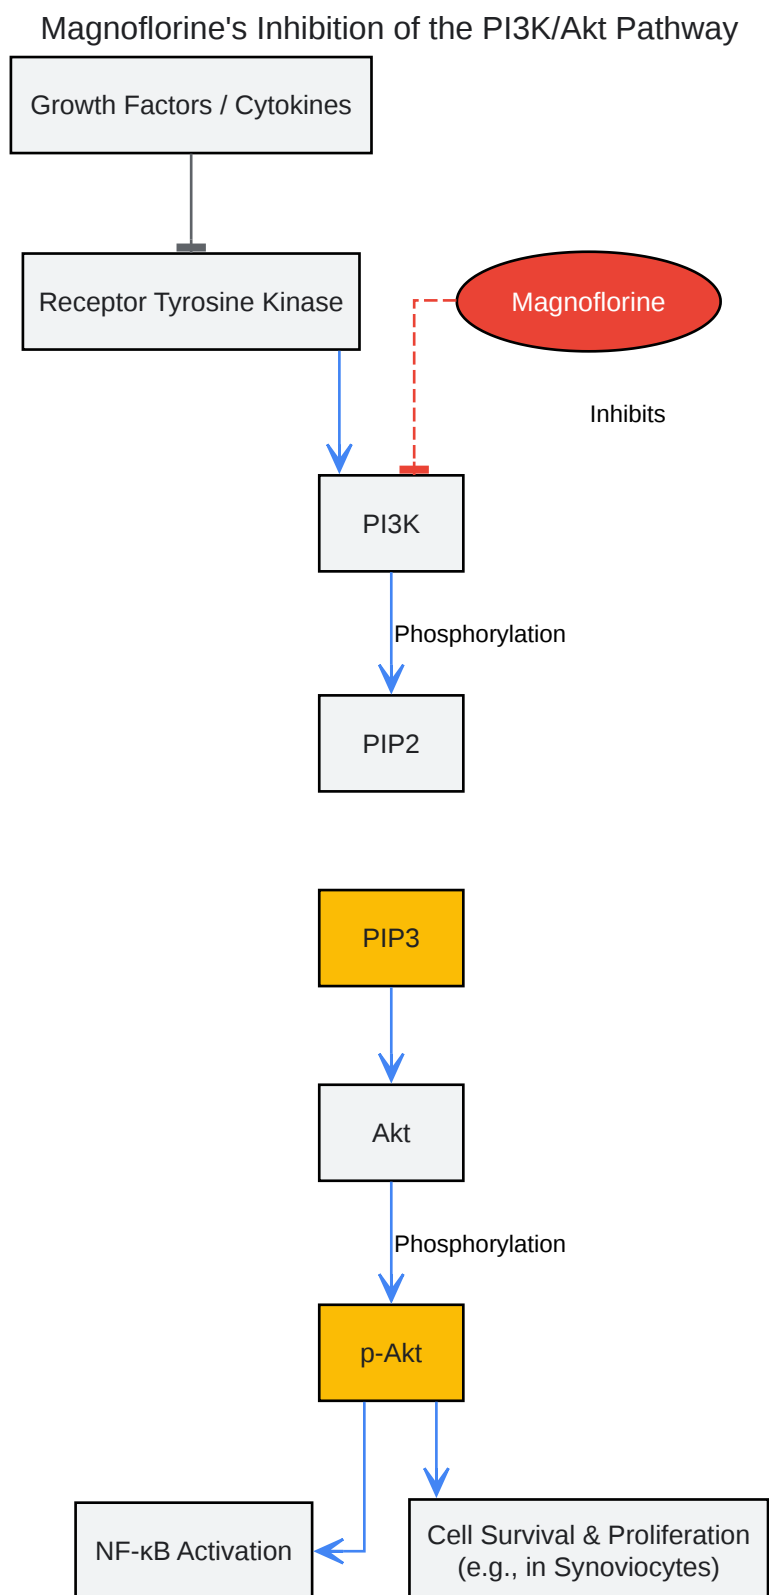 Magnoflorine's Inhibition of the PI3K/Akt Pathway
Growth Factors / Cytokines
Receptor Tyrosine Kinase
Magnoflorine
Inhibits
PI3K
Phosphorylation
PIP2
PIP3
Akt
Phosphorylation
p-Akt
NF-κB Activation
Cell Survival & Proliferation
(e.g., in Synoviocytes)